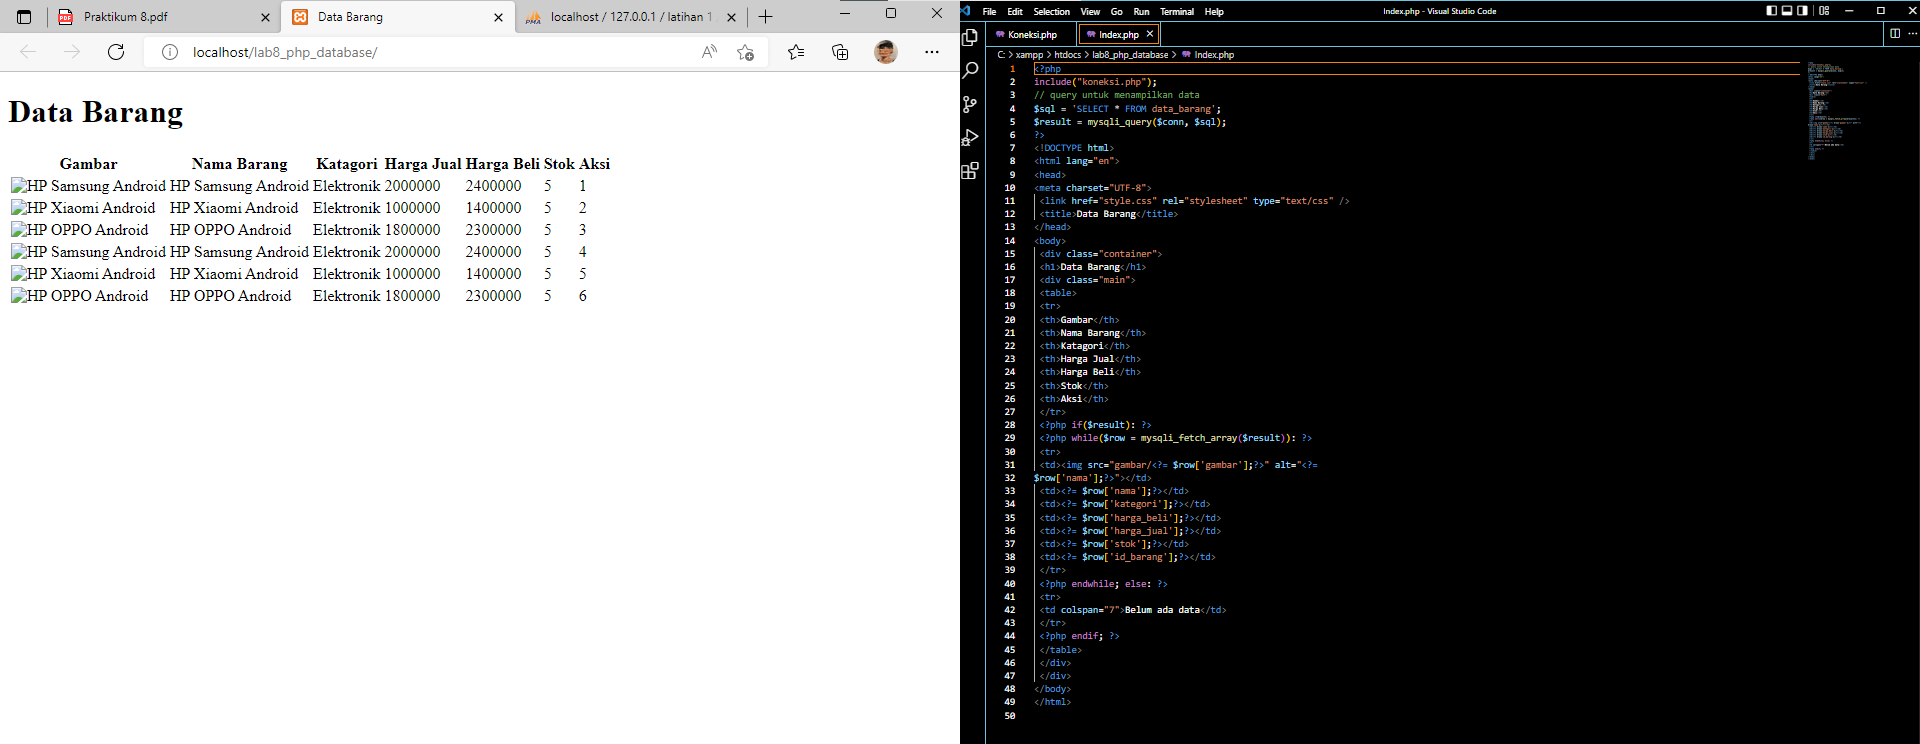 Praktikum 8.pdf
Data Barang
localhost / 127.0.0.1 / latihan 1
localhost/lab8_php_database/
Data Barang
Gambar Nama Barang Katagori Harga Jual Harga Beli Stok Aksi
HP Samsung Android HP Samsung Android Elektronik 2000000 2400000 5 1
HP Xiaomi Android HP Xiaomi Android Elektronik 1000000 1400000 5 2
HP OPPO Android HP OPPO Android Elektronik 1800000 2300000 5 3
HP Samsung Android HP Samsung Android Elektronik 2000000 2400000 5 4
HP Xiaomi Android HP Xiaomi Android Elektronik 1000000 1400000 5 5
HP OPPO Android HP OPPO Android Elektronik 1800000 2300000 5 6
File Edit Selection View Go Run Terminal Help
Index.php - Visual Studio Code
Koneksi.php
Index.php
C: > xampp > htdocs > lab8_php_database > Index.php
1 <?php
2 include("koneksi.php");
3 // query untuk menampilkan data
4 $sql = 'SELECT * FROM data_barang';
5 $result = mysqli_query($conn, $sql);
6 ?>
7 <!DOCTYPE html>
8 <html lang="en">
9 <head>
10 <meta charset="UTF-8">
11 <link href="style.css" rel="stylesheet" type="text/css" />
12 <title>Data Barang</title>
13 </head>
14 <body>
15 <div class="container">
16 <h1>Data Barang</h1>
17 <div class="main">
18 <table>
19 <tr>
20 <th>Gambar</th>
21 <th>Nama Barang</th>
22 <th>Katagori</th>
23 <th>Harga Jual</th>
24 <th>Harga Beli</th>
25 <th>Stok</th>
26 <th>Aksi</th>
27 </tr>
28 <?php if($result): ?>
29 <?php while($row = mysqli_fetch_array($result)): ?>
30 <tr>
31 <td><img src="gambar/<?= $row['gambar'];?>" alt="<?=
32 $row['nama'];?>"></td>
33 <td><?= $row['nama'];?></td>
34 <td><?= $row['kategori'];?></td>
35 <td><?= $row['harga_beli'];?></td>
36 <td><?= $row['harga_jual'];?></td>
37 <td><?= $row['stok'];?></td>
38 <td><?= $row['id_barang'];?></td>
39 </tr>
40 <?php endwhile; else: ?>
41 <tr>
42 <td colspan="7">Belum ada data</td>
43 </tr>
44 <?php endif; ?>
45 </table>
46 </div>
47 </div>
48 </body>
49 </html>
50